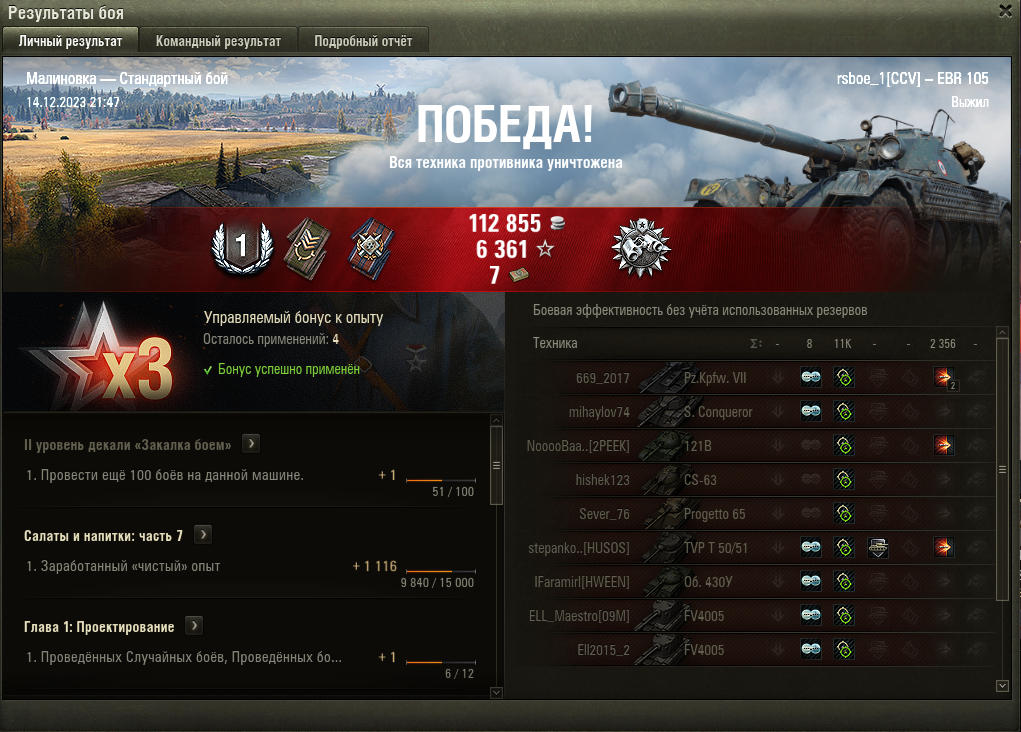 Результаты боя
Личный результат Командный результат Подробный отчёт
Малиновка — Стандартный бой
14.12.2023 21:47
rsboe_1[CCV] – EBR 105
Выжил
ПОБЕДА!
Вся техника противника уничтожена
1
112 855
6 361
7
x3
Управляемый бонус к опыту
Осталось применений: 4
Бонус успешно применён
II уровень декали «Закалка боем»
1. Провести ещё 100 боёв на данной машине. + 1
51 / 100
Салаты и напитки: часть 7
1. Заработанный «чистый» опыт + 1 116
9 840 / 15 000
Глава 1: Проектирование
1. Проведённых Случайных боёв, Проведённых бо... + 1
6 / 12
Боевая эффективность без учёта использованных резервов
Техника Σ: - 8 11K - - 2 356 -
669_2017 Pz.Kpfw. VII 2
mihaylov74 S. Conqueror
NooooBaa..[2PEEK] 121B
hishek123 CS-63
Sever_76 Progetto 65
stepanko..[HUSOS] TVP T 50/51
IFaramirI[HWEEN] Об. 430У
ELL_Maestro[09M] FV4005
Ell2015_2 FV4005